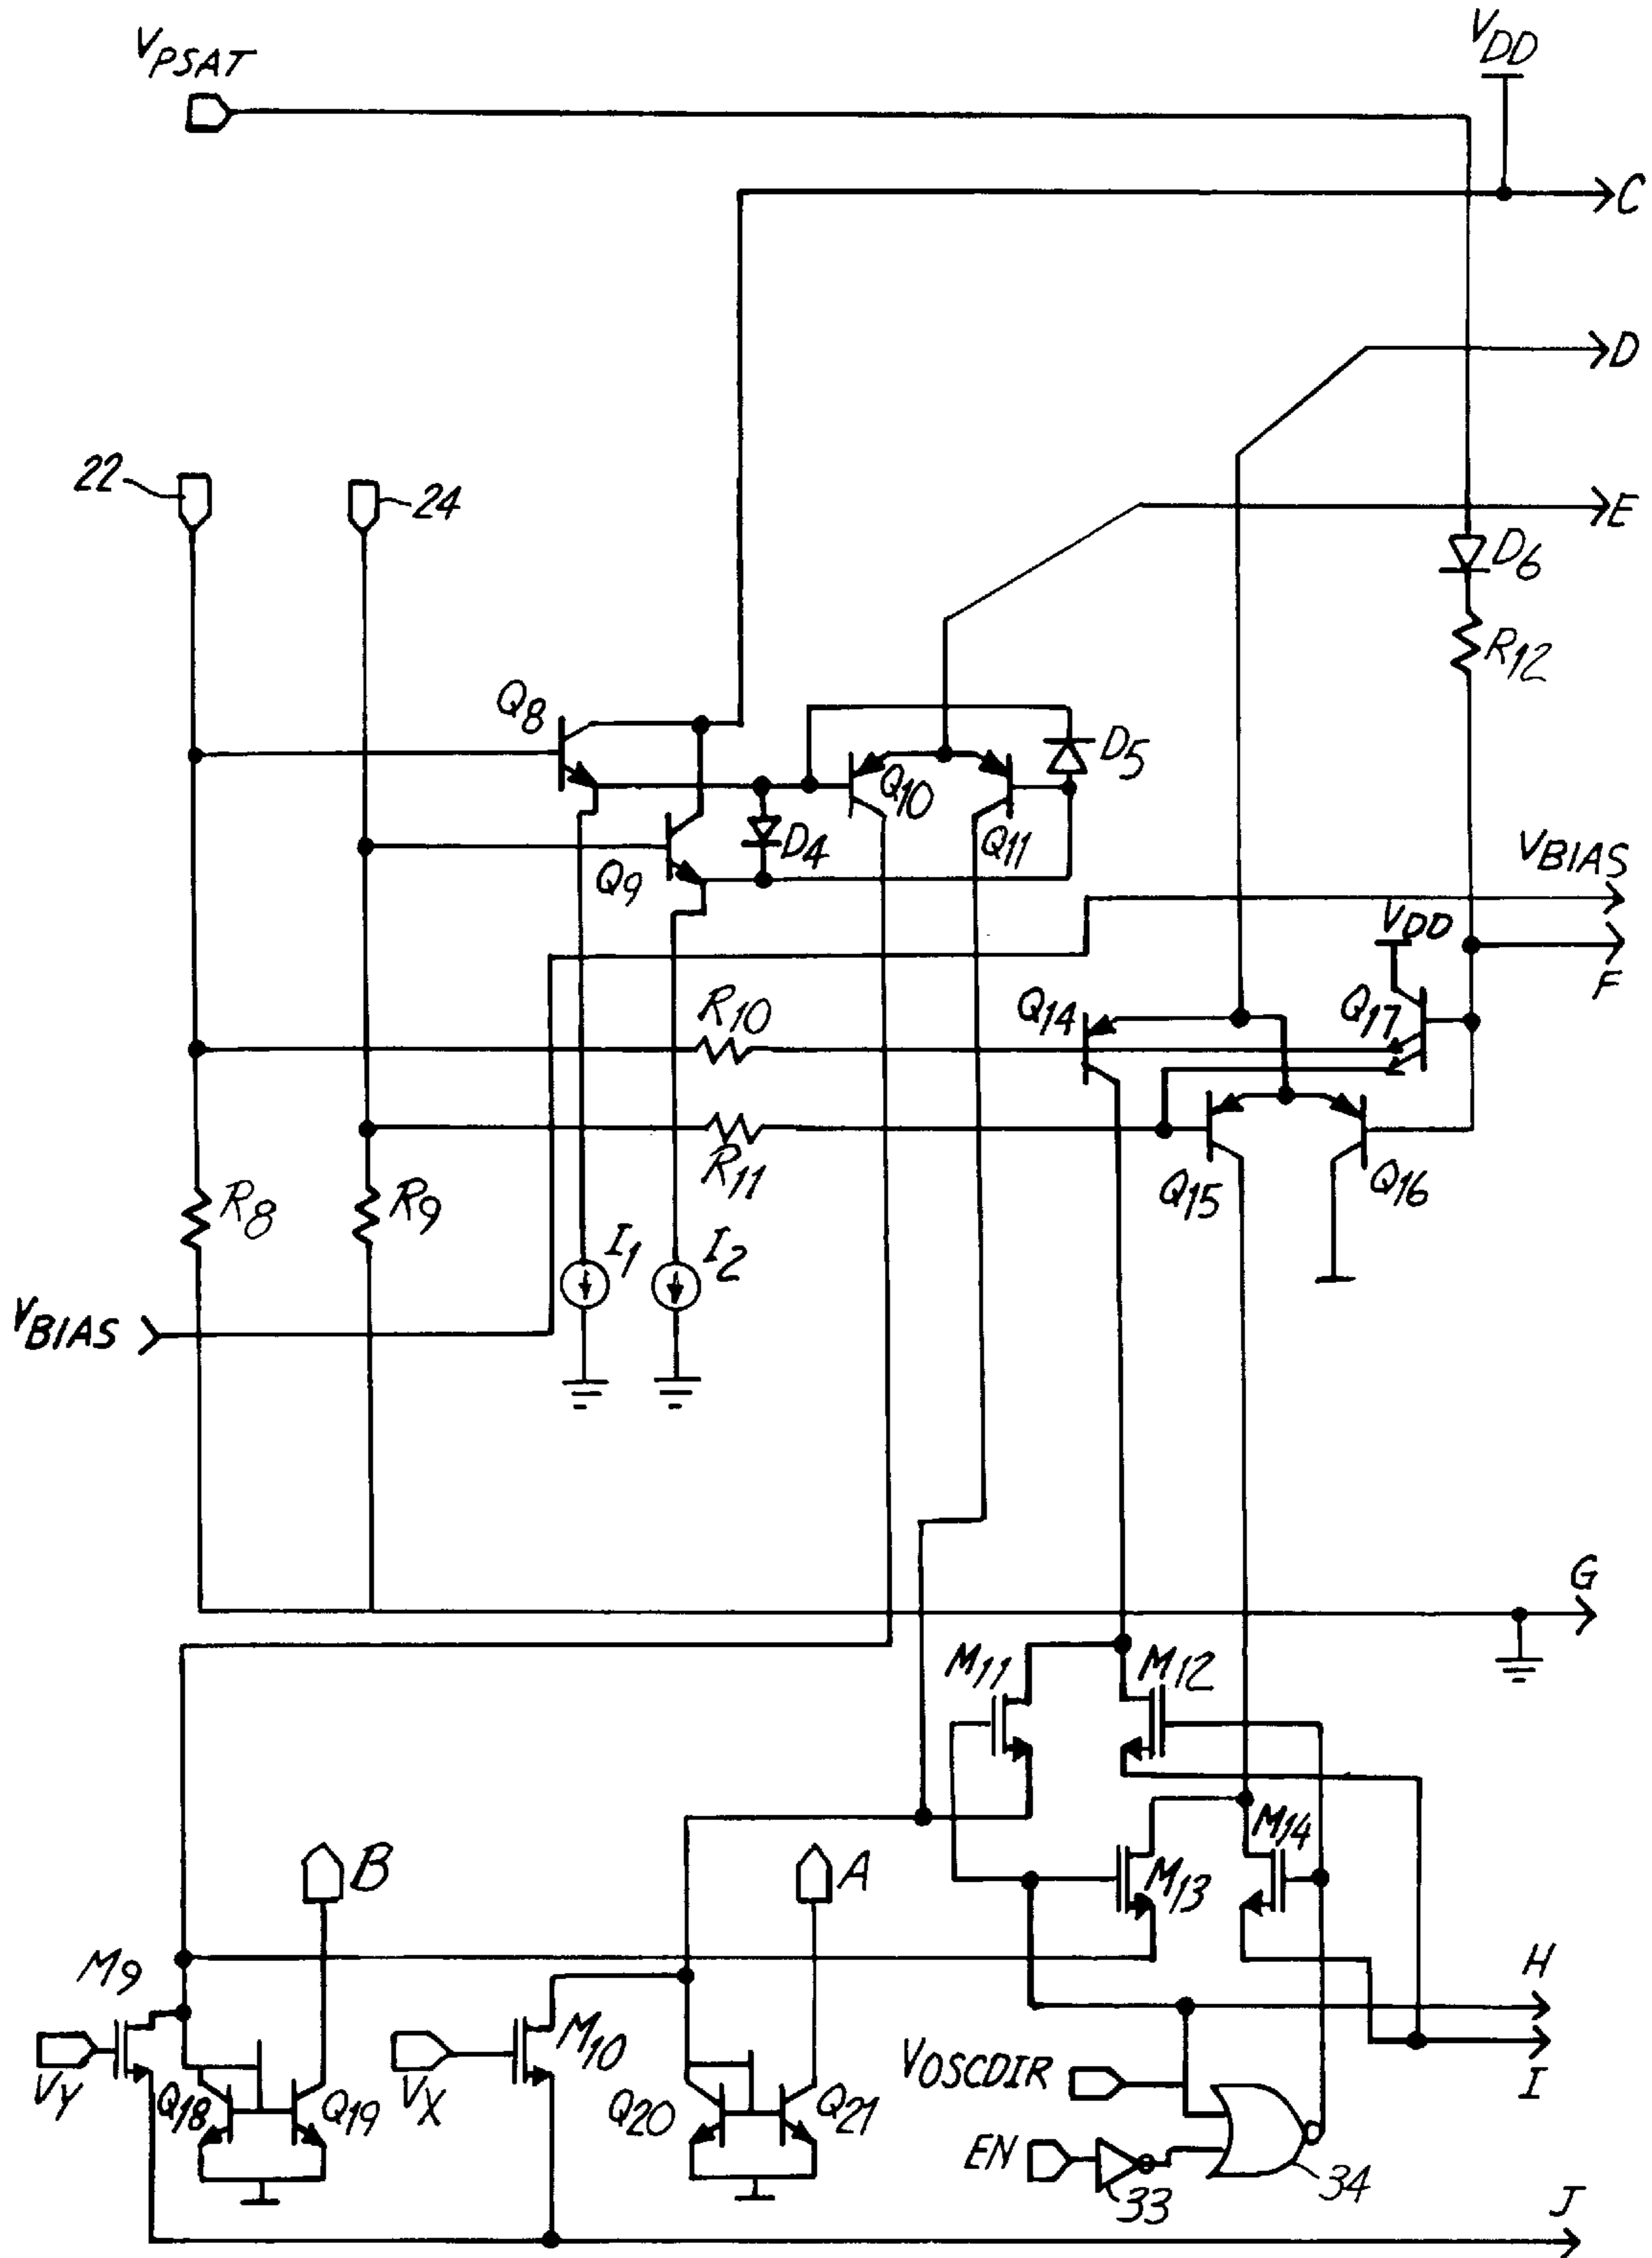 VPSAT
VDD
C
D
22
24
E
D6
R12
Q8
D5
Q10
D4
Q11
Q9
VBIAS
VDD
F
R10
Q14
Q17
R11
R8
R9
Q15
Q16
I1
I2
VBIAS
G
M11
M12
M14
B
A
M13
M9
H
M10
VOSCDIR
VY
Q18
Q19
VX
Q20
Q21
I
EN
33
34
J